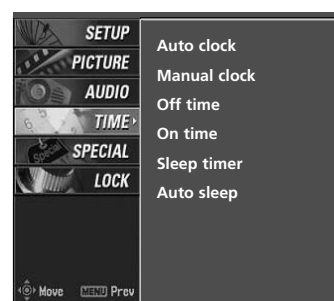 SETUP
PICTURE
AUDIO
TIME
SPECIAL
LOCK
Move MENU Prev
Auto clock
Manual clock
Off time
On time
Sleep timer
Auto sleep